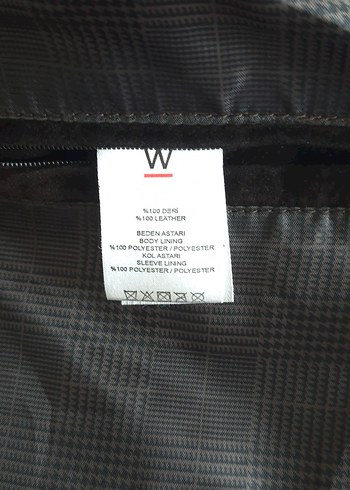 W
%100 DERİ
%100 LEATHER
BEDEN ASTARI
BODY LINING
%100 POLYESTER / POLYESTER
KOL ASTARI
SLEEVE LINING
%100 POLYESTER / POLYESTER